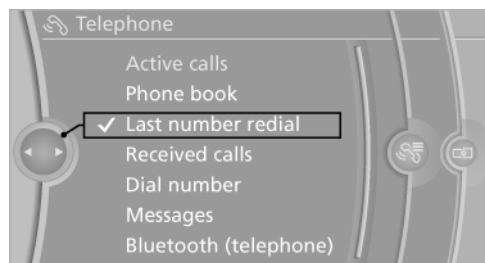 Telephone
Active calls
Phone book
Last number redial
Received calls
Dial number
Messages
Bluetooth (telephone)